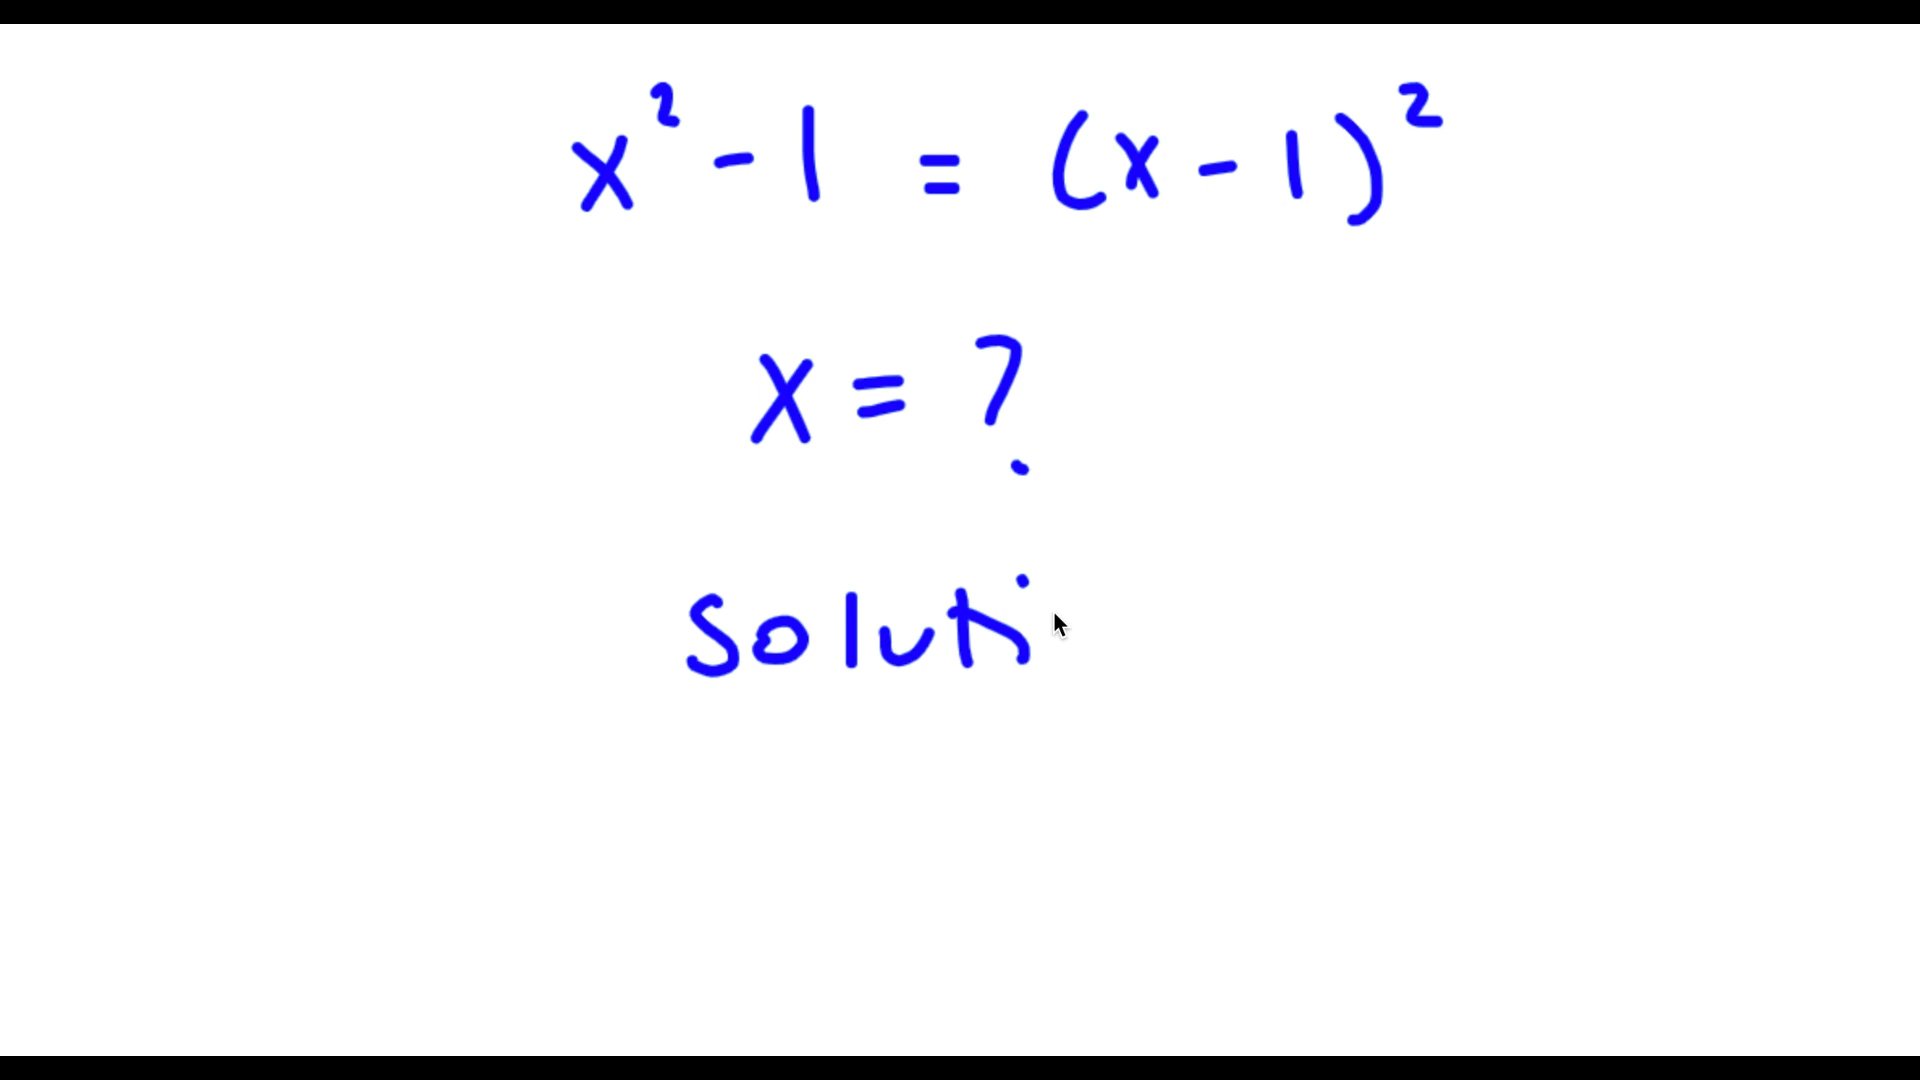 x² - 1 = (x - 1)²
x = ?
Soluti